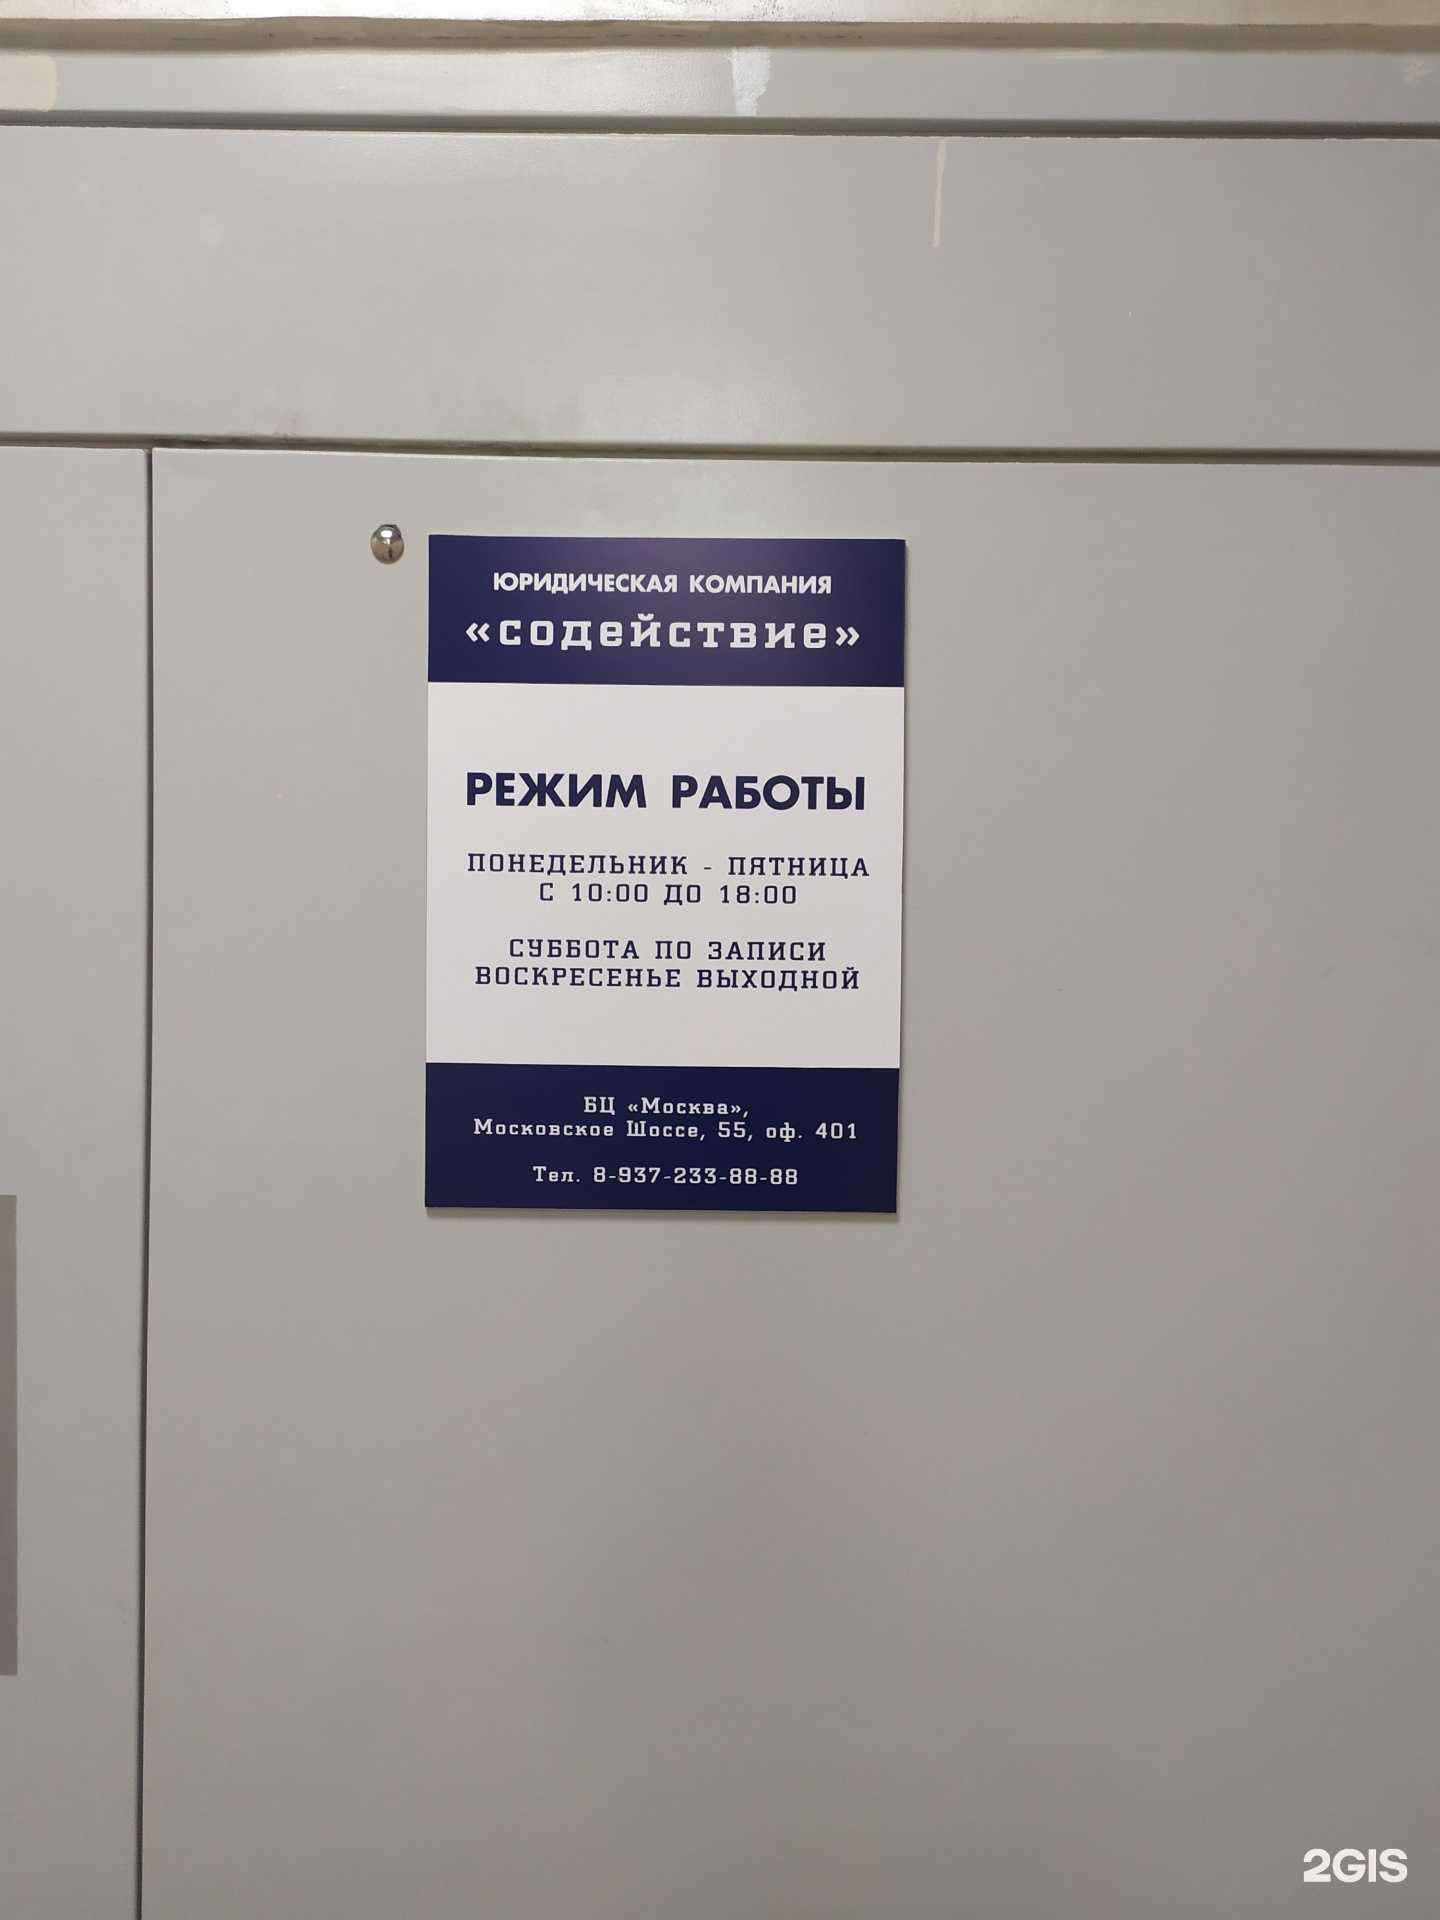 ЮРИДИЧЕСКАЯ КОМПАНИЯ
«содействие»
РЕЖИМ РАБОТЫ
ПОНЕДЕЛЬНИК - ПЯТНИЦА
С 10:00 ДО 18:00
СУББОТА ПО ЗАПИСИ
ВОСКРЕСЕНЬЕ ВЫХОДНОЙ
БЦ «Москва»,
Московское Шоссе, 55, оф. 401
Тел. 8-937-233-88-88
2GIS